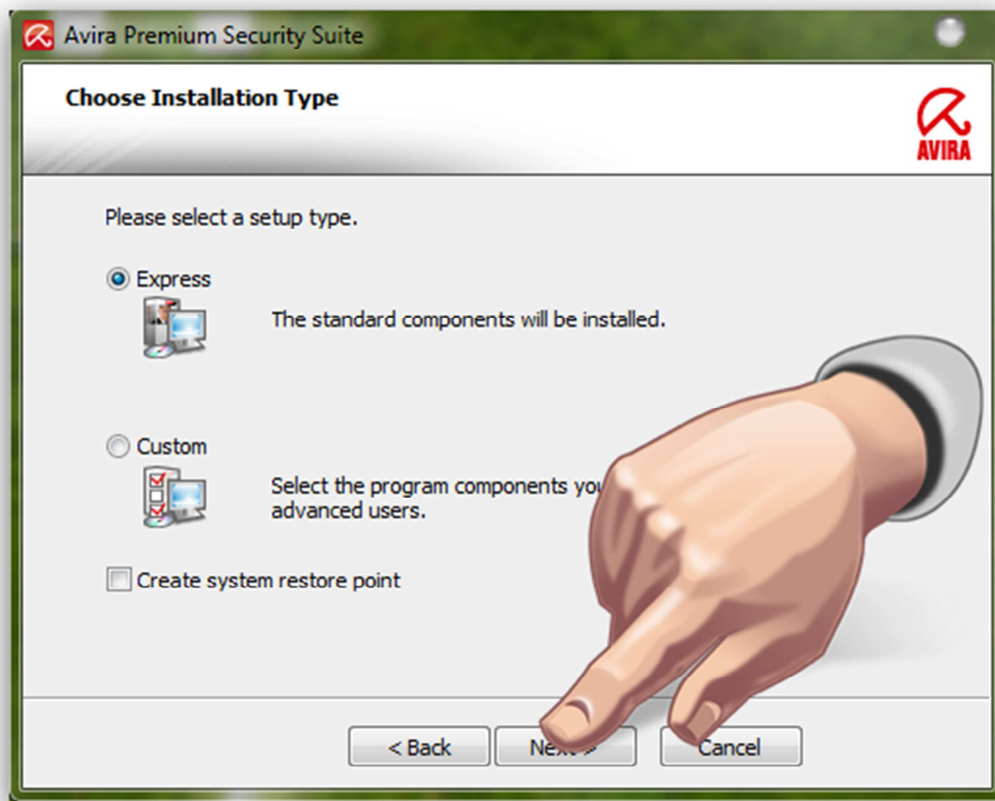 Avira Premium Security Suite
Choose Installation Type
AVIRA
Please select a setup type.
Express
The standard components will be installed.
Custom
Select the program components you
advanced users.
Create system restore point
< Back
Cancel